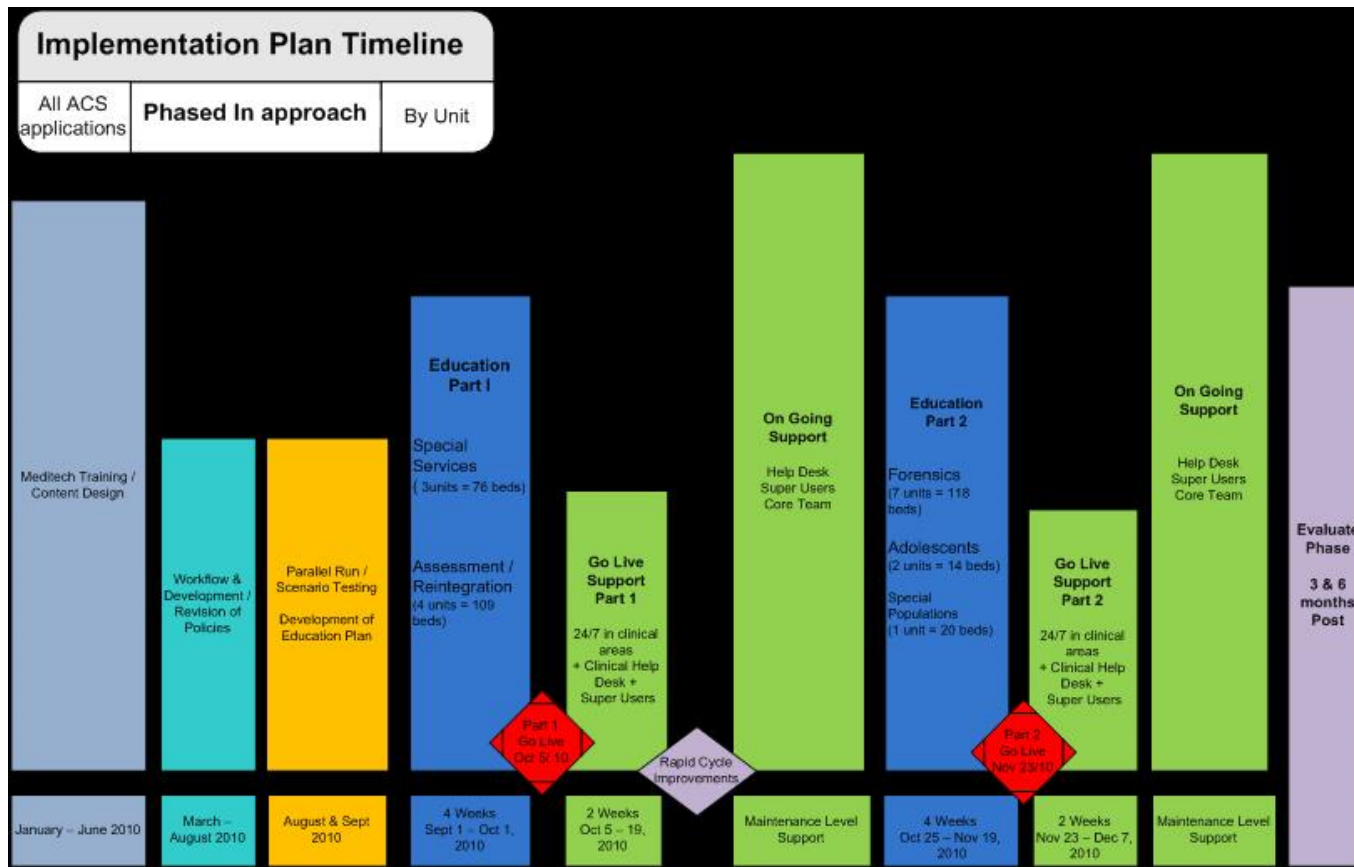 Implementation Plan Timeline
All ACS
applications
Phased In approach
By Unit
Meditech Training /
Content Design
Workflow &
Development /
Revision of
Policies
Parallel Run /
Scenario Testing
Development of
Education Plan
Education
Part I
Special
Services
( 3units = 76 beds)
Assessment /
Reintegration
(4 units = 109
beds)
Part 1
Go Live
Oct 5/ 10
Go Live
Support
Part 1
24/7 in clinical
areas
+ Clinical Help
Desk +
Super Users
Rapid Cycle
Improvements
On Going
Support
Help Desk
Super Users
Core Team
Education
Part 2
Forensics
(7 units = 118
beds)
Adolescents
(2 units = 14 beds)
Special
Populations
(1 unit = 20 beds)
Part 2
Go Live
Nov 23/10
Go Live
Support
Part 2
24/7 in clinical
areas
+ Clinical Help
Desk +
Super Users
On Going
Support
Help Desk
Super Users
Core Team
Evaluate
Phase
3 & 6
months
Post
January – June 2010
March –
August 2010
August & Sept
2010
4 Weeks
Sept 1 – Oct 1,
2010
2 Weeks
Oct 5 – 19, 2010
Maintenance Level
Support
4 Weeks
Oct 25 – Nov 19,
2010
2 Weeks
Nov 23 – Dec 7,
2010
Maintenance Level
Support